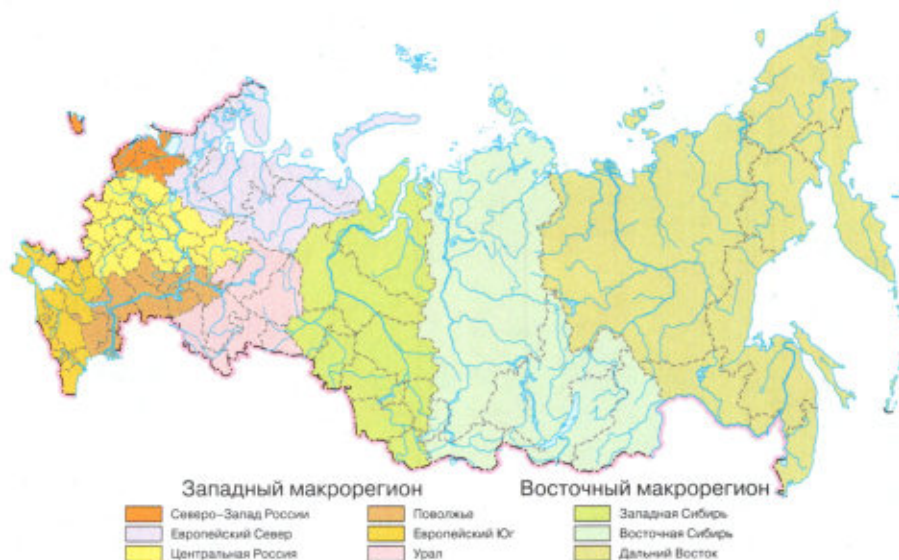 Западный макрорегион
Восточный макрорегион
Северо-Запад России
Поволжье
Западная Сибирь
Европейский Север
Европейский Юг
Восточная Сибирь
Центральная Россия
Урал
Дальний Восток